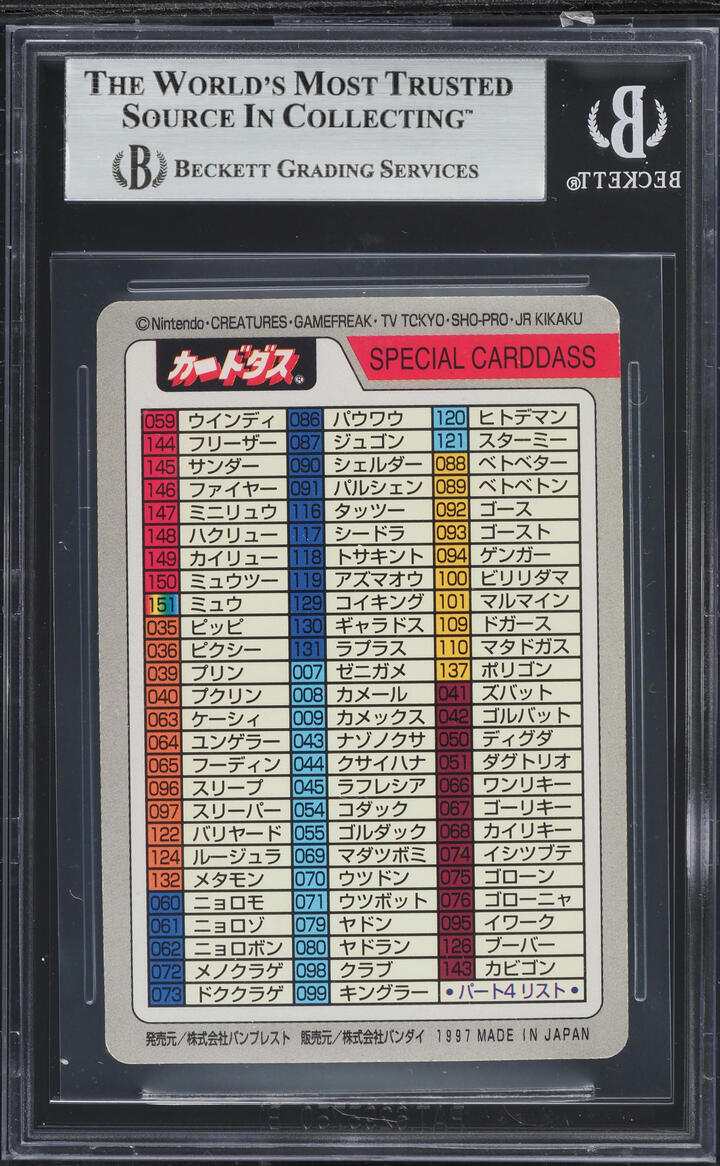 THE WORLD'S MOST TRUSTED
SOURCE IN COLLECTING™
B BECKETT GRADING SERVICES
B
BECKETT®
©Nintendo・CREATURES・GAMEFREAK・TV TOKYO・SHO-PRO・JR KIKAKU
カードダス®
SPECIAL CARDDASS
059 ウインディ 086 パウワウ 120 ヒトデマン
144 フリーザー 087 ジュゴン 121 スターミー
145 サンダー 090 シェルダー 088 ベトベター
146 ファイヤー 091 パルシェン 089 ベトベトン
147 ミニリュウ 116 タッツー 092 ゴース
148 ハクリュー 117 シードラ 093 ゴースト
149 カイリュー 118 トサキント 094 ゲンガー
150 ミュウツー 119 アズマオウ 100 ビリリダマ
151 ミュウ 129 コイキング 101 マルマイン
035 ピッピ 130 ギャラドス 109 ドガース
036 ピクシー 131 ラプラス 110 マタドガス
039 プリン 007 ゼニガメ 137 ポリゴン
040 プクリン 008 カメール 041 ズバット
063 ケーシィ 009 カメックス 042 ゴルバット
064 ユンゲラー 043 ナゾノクサ 050 ディグダ
065 フーディン 044 クサイハナ 051 ダグトリオ
096 スリープ 045 ラフレシア 066 ワンリキー
097 スリーパー 054 コダック 067 ゴーリキー
122 バリヤード 055 ゴルダック 068 カイリキー
124 ルージュラ 069 マダツボミ 074 イシツブテ
132 メタモン 070 ウツドン 075 ゴローン
060 ニョロモ 071 ウツボット 076 ゴローニャ
061 ニョロゾ 079 ヤドン 095 イワーク
062 ニョロボン 080 ヤドラン 126 ブーバー
072 メノクラゲ 098 クラブ 143 カビゴン
073 ドククラゲ 099 キングラー •パート4リスト•
発売元／株式会社バンプレスト 販売元／株式会社バンダイ 1997 MADE IN JAPAN